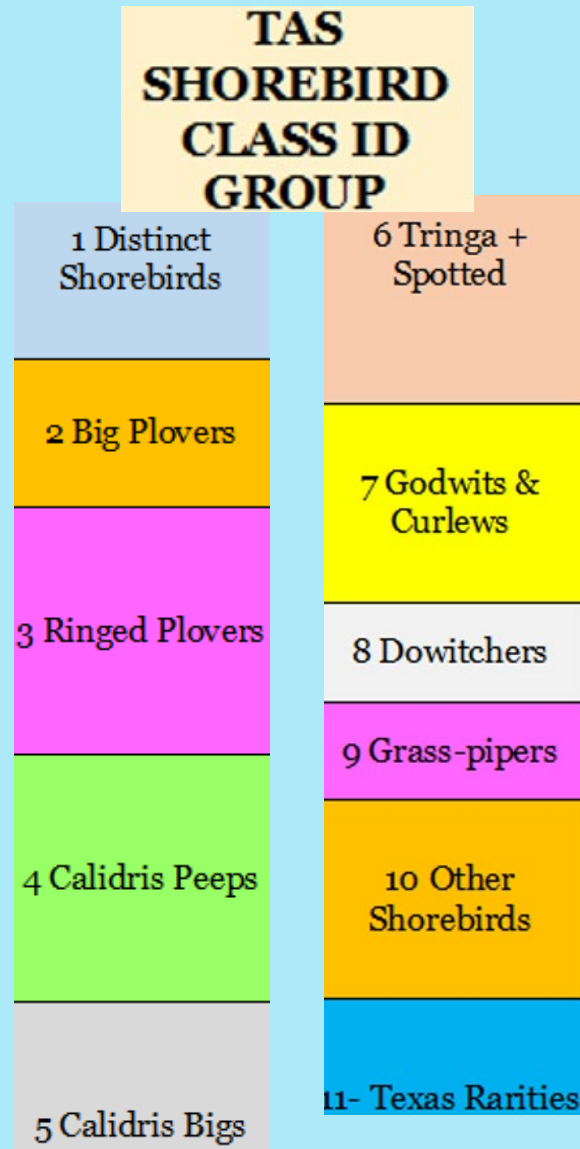 TAS
SHOREBIRD
CLASS ID
GROUP
1 Distinct
Shorebirds
2 Big Plovers
3 Ringed Plovers
4 Calidris Peeps
5 Calidris Bigs
6 Tringa +
Spotted
7 Godwits &
Curlews
8 Dowitchers
9 Grass-pipers
10 Other
Shorebirds
11- Texas Rarities